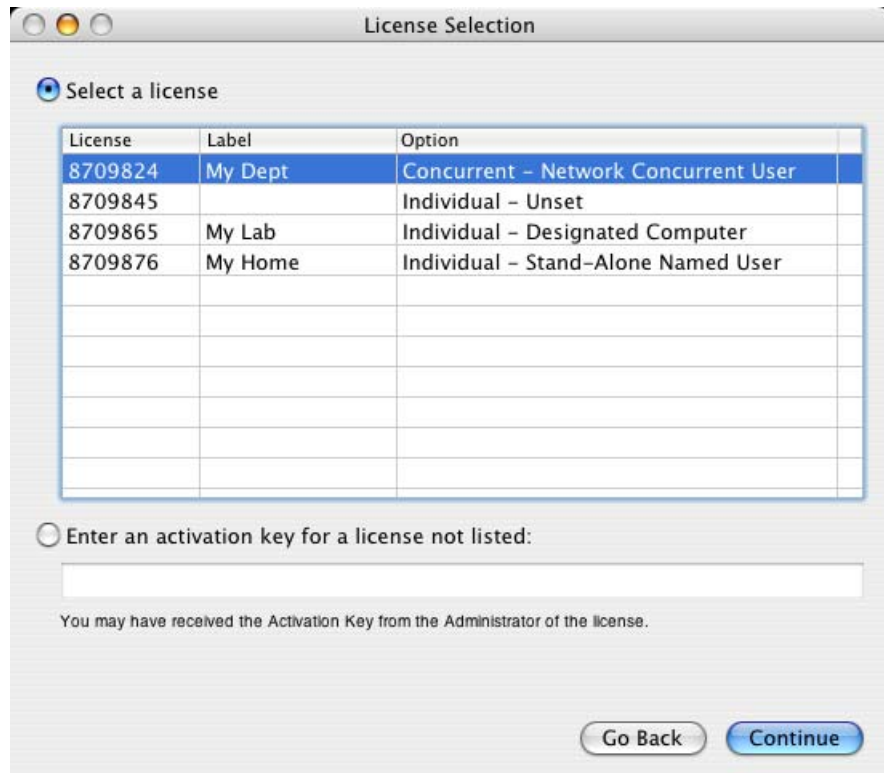 License Selection
Select a license
License Label Option
8709824 My Dept Concurrent – Network Concurrent User
8709845 Individual – Unset
8709865 My Lab Individual – Designated Computer
8709876 My Home Individual – Stand–Alone Named User
Enter an activation key for a license not listed:
You may have received the Activation Key from the Administrator of the license.
Go Back Continue